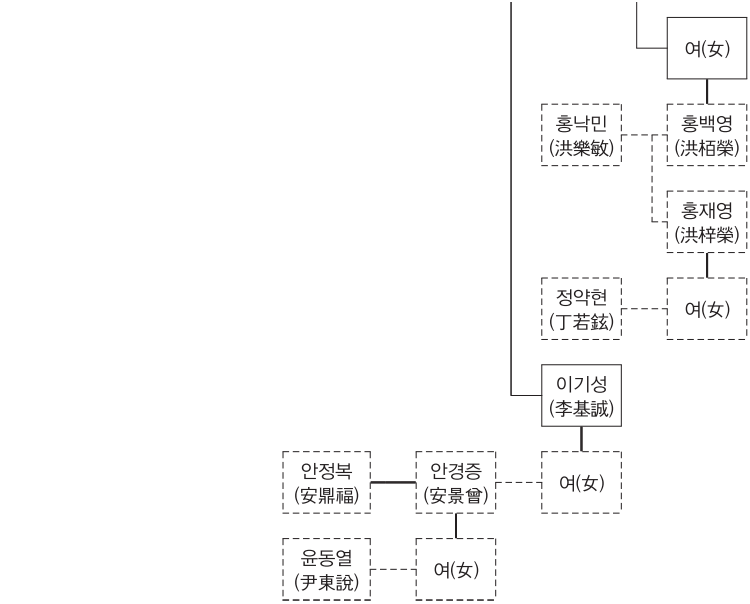 여(女)
홍낙민
(洪樂敏)
홍백영
(洪栢榮)
홍재영
(洪梓榮)
정약현
(丁若鉉)
여(女)
이기성
(李基誠)
안정복
(安鼎福)
안경증
(安景曾)
여(女)
윤동열
(尹東說)
여(女)